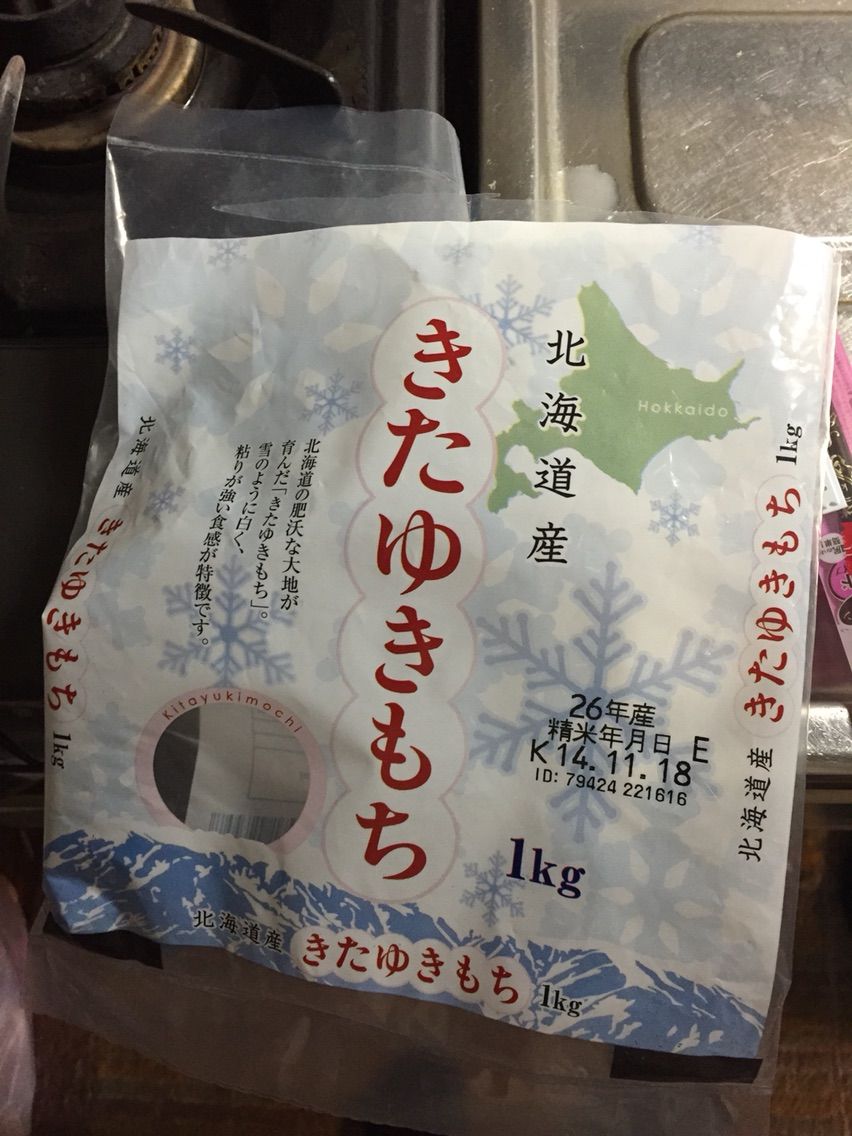 北海道産
Hokkaido
きたゆきもち
北海道の肥沃な大地が
育んだ「きたゆきもち」。
雪のように白く、
粘りが強い食感が特徴です。
Kitayukimochi
26年産
精米年月日 E
K 14.11.18
ID: 79424 221616
1kg
北海道産 きたゆきもち 1kg
北海道産 きたゆきもち 1kg
北海道産 きたゆきもち 1kg